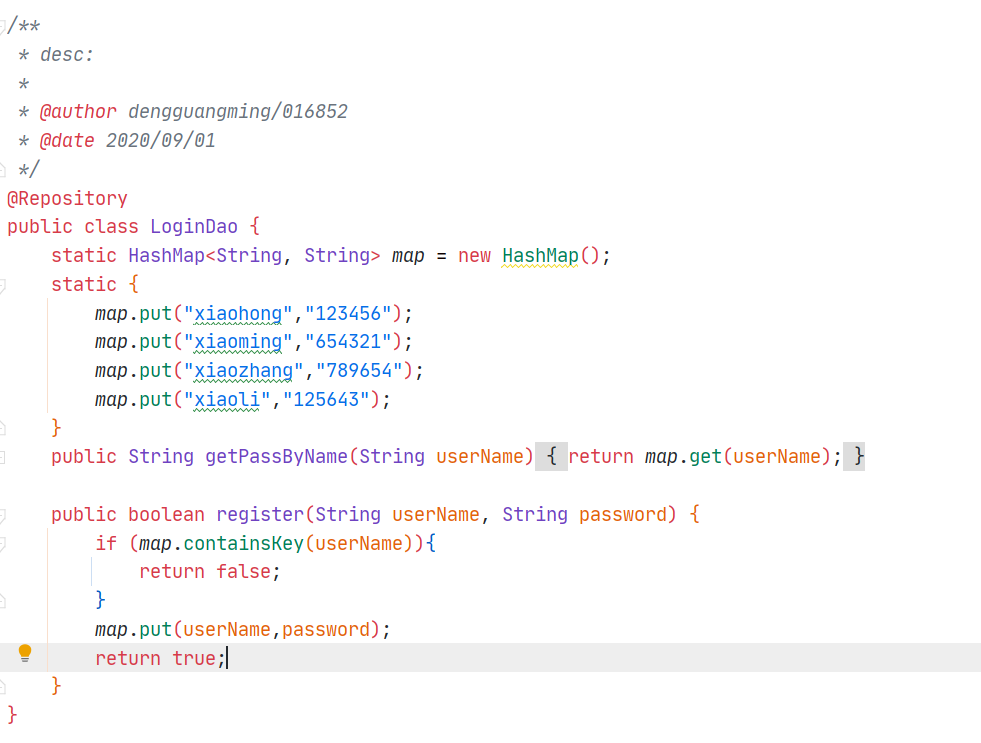 /**
 * desc:
 *
 * @author dengguangming/016852
 * @date 2020/09/01
 */
@Repository
public class LoginDao {
    static HashMap<String, String> map = new HashMap();
    static {
        map.put("xiaohong","123456");
        map.put("xiaoming","654321");
        map.put("xiaozhang","789654");
        map.put("xiaoli","125643");
    }
    public String getPassByName(String userName) { return map.get(userName); }

    public boolean register(String userName, String password) {
        if (map.containsKey(userName)){
            return false;
        }
        map.put(userName,password);
        return true;
    }
}